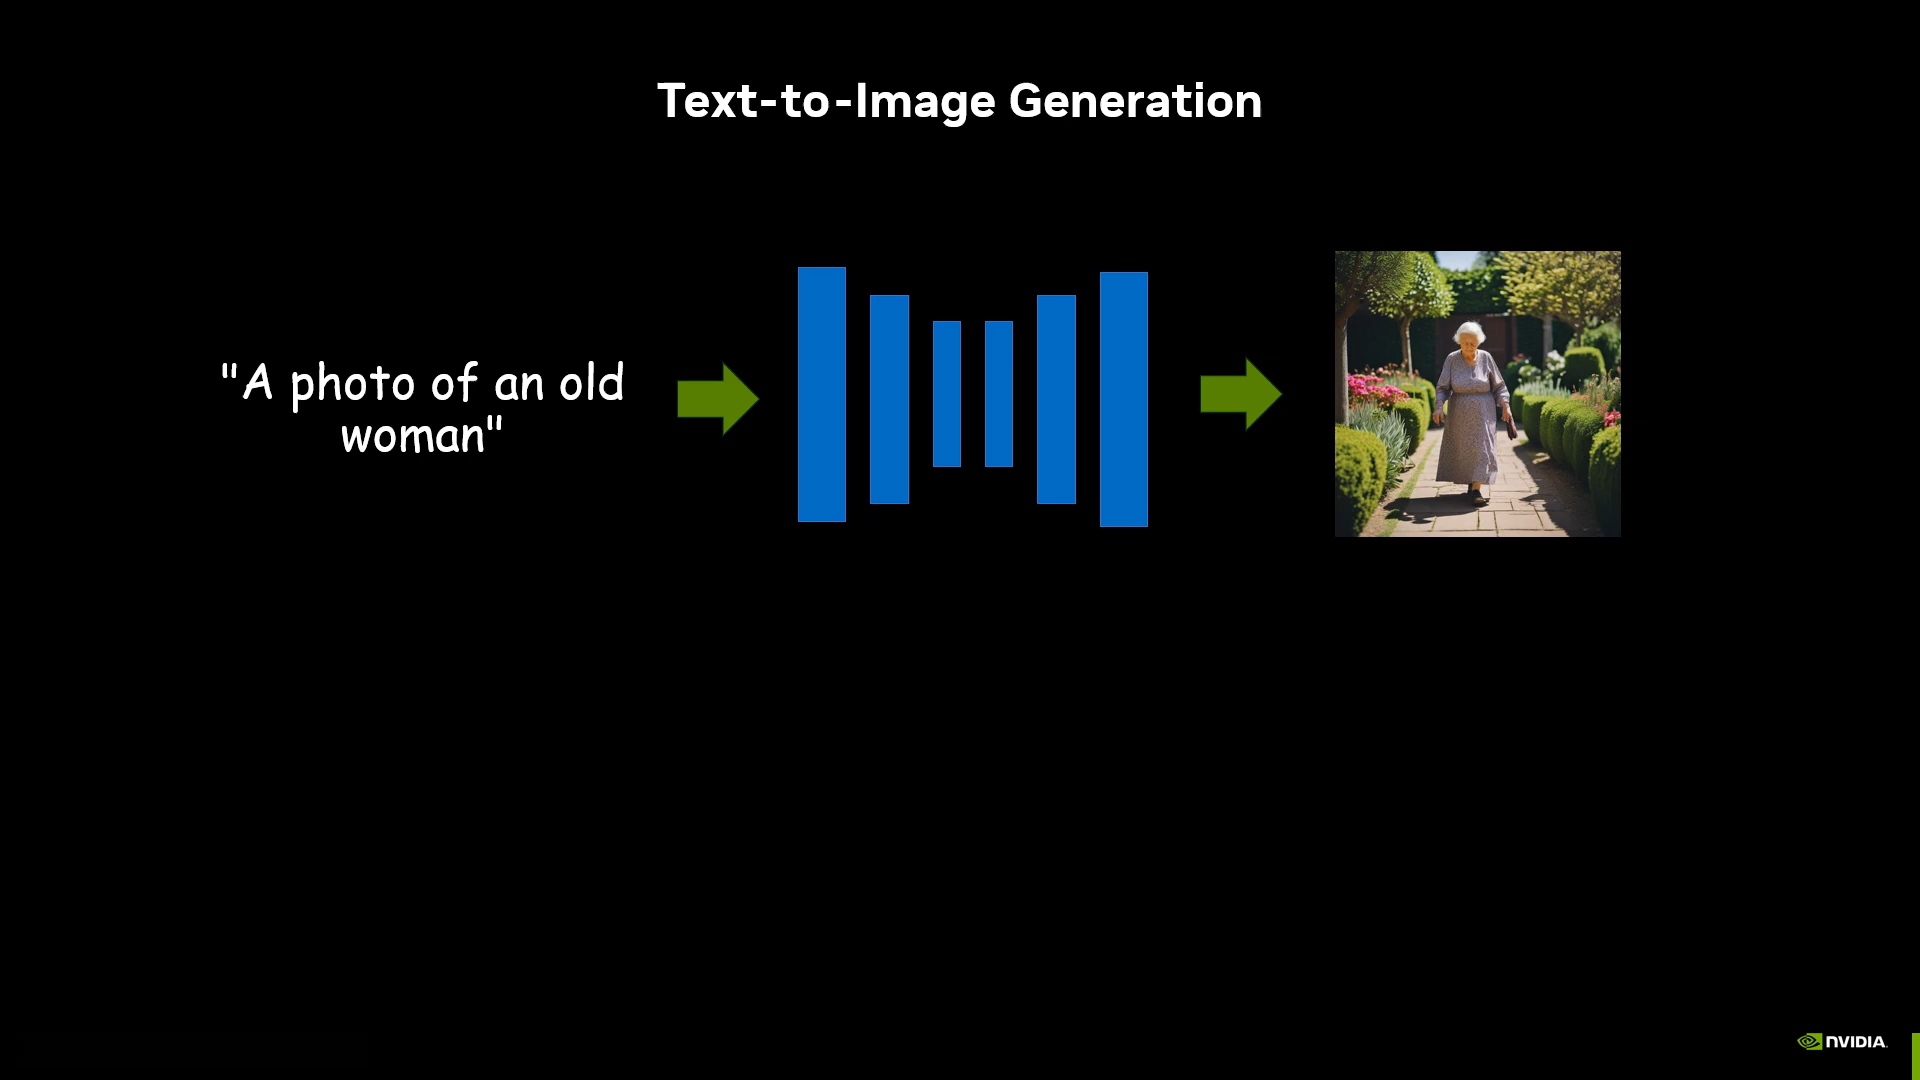 Text-to-Image Generation
"A photo of an old
woman"
NVIDIA.